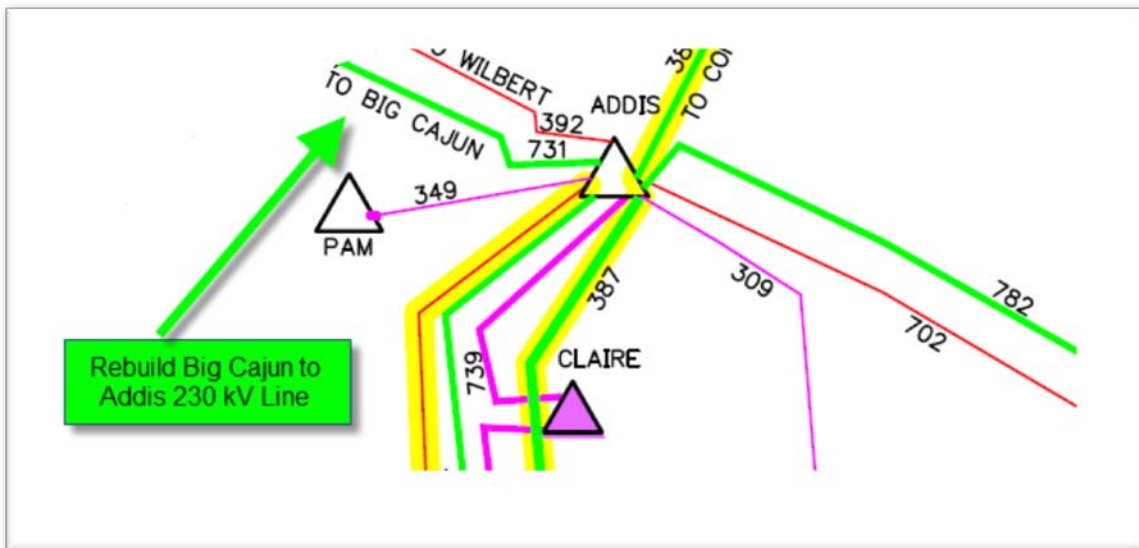 WILBERT
TO BIG CAJUN
392
731
ADDIS
TO
349
PAM
387
309
782
702
739
CLAIRE
Rebuild Big Cajun to
Addis 230 kV Line